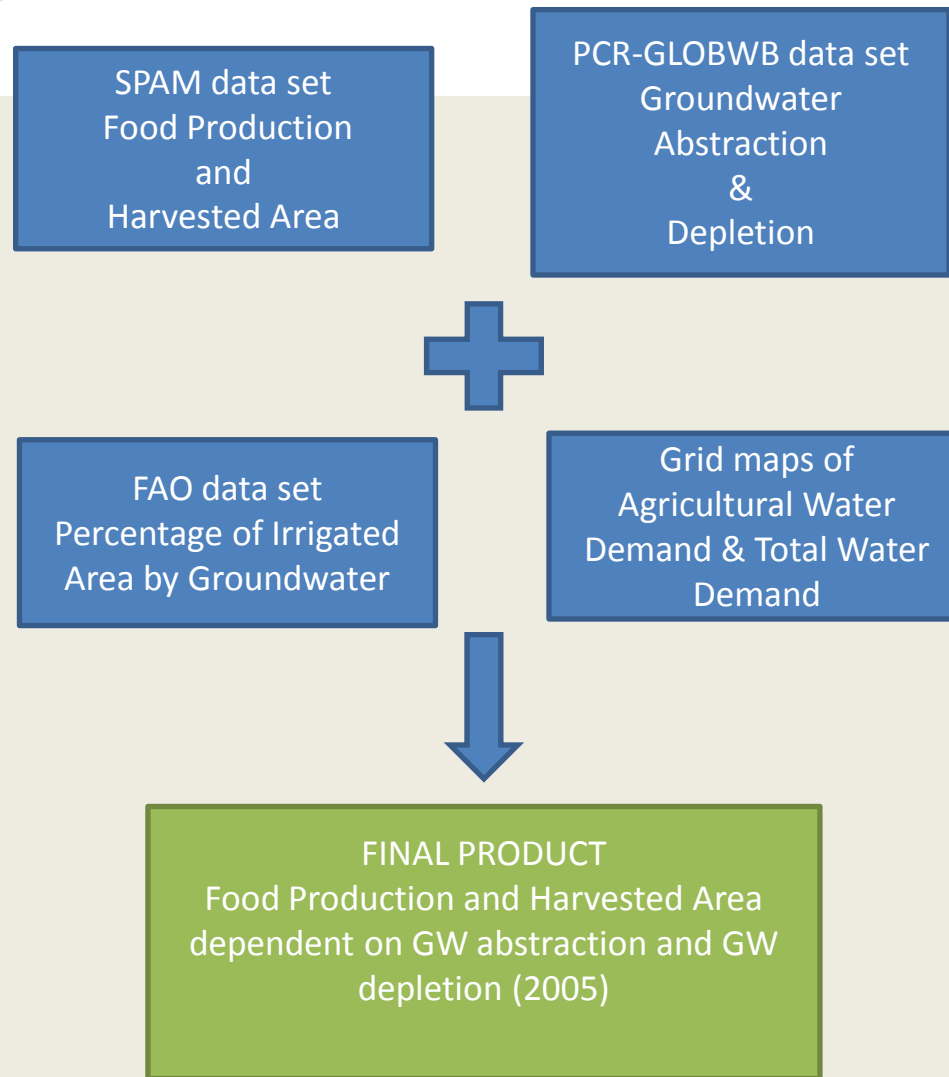 SPAM data set
Food Production
and
Harvested Area
PCR-GLOBWB data set
Groundwater
Abstraction
&
Depletion
FAO data set
Percentage of Irrigated
Area by Groundwater
Grid maps of
Agricultural Water
Demand & Total Water
Demand
FINAL PRODUCT
Food Production and Harvested Area
dependent on GW abstraction and GW
depletion (2005)